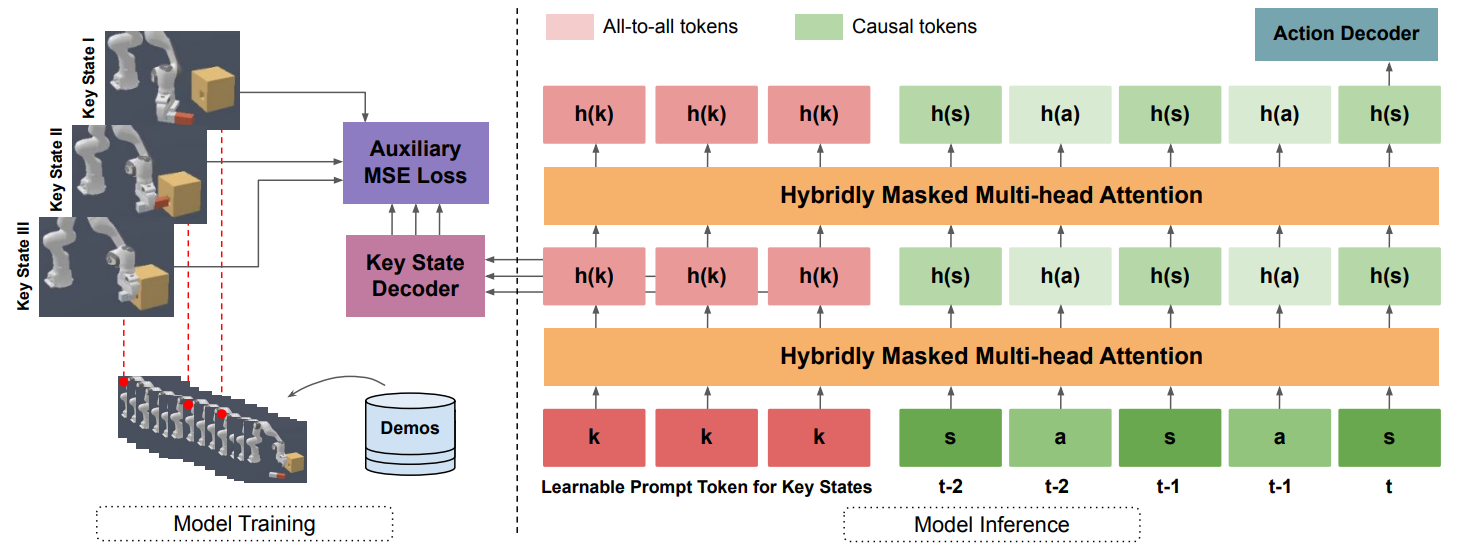 Key State I
Key State II
Key State III
Auxiliary
MSE Loss
Key State
Decoder
Demos
Model Training
All-to-all tokens
Causal tokens
Action Decoder
h(k) h(k) h(k) h(s) h(a) h(s) h(a) h(s)
Hybridly Masked Multi-head Attention
h(k) h(k) h(k) h(s) h(a) h(s) h(a) h(s)
Hybridly Masked Multi-head Attention
k k k s a s a s
Learnable Prompt Token for Key States t-2 t-2 t-1 t-1 t
Model Inference